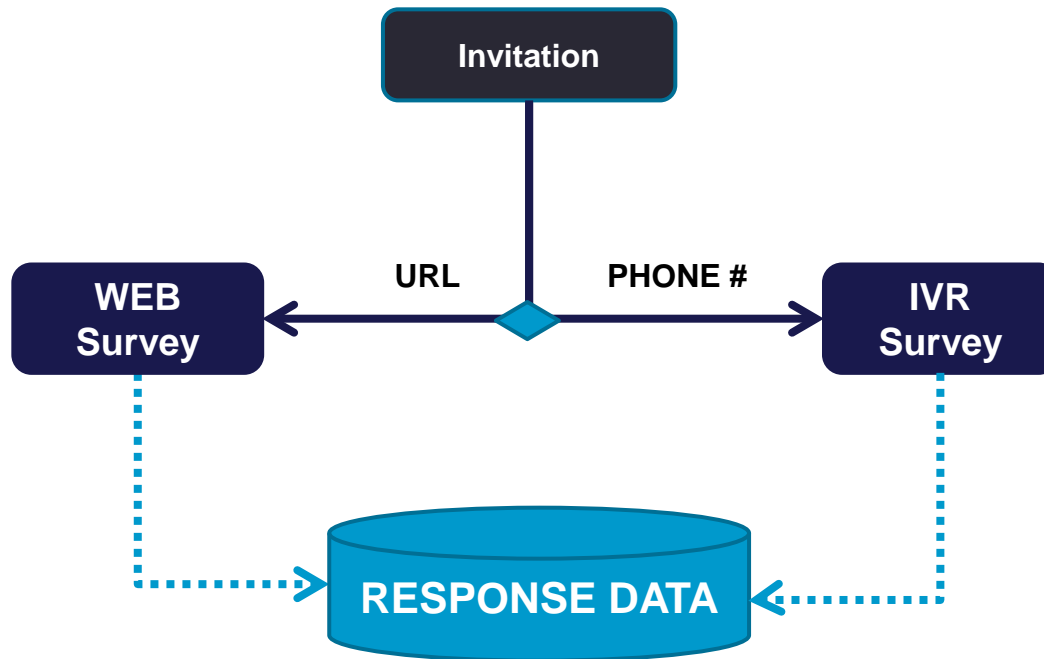 Invitation
URL
PHONE #
WEB
Survey
IVR
Survey
RESPONSE DATA